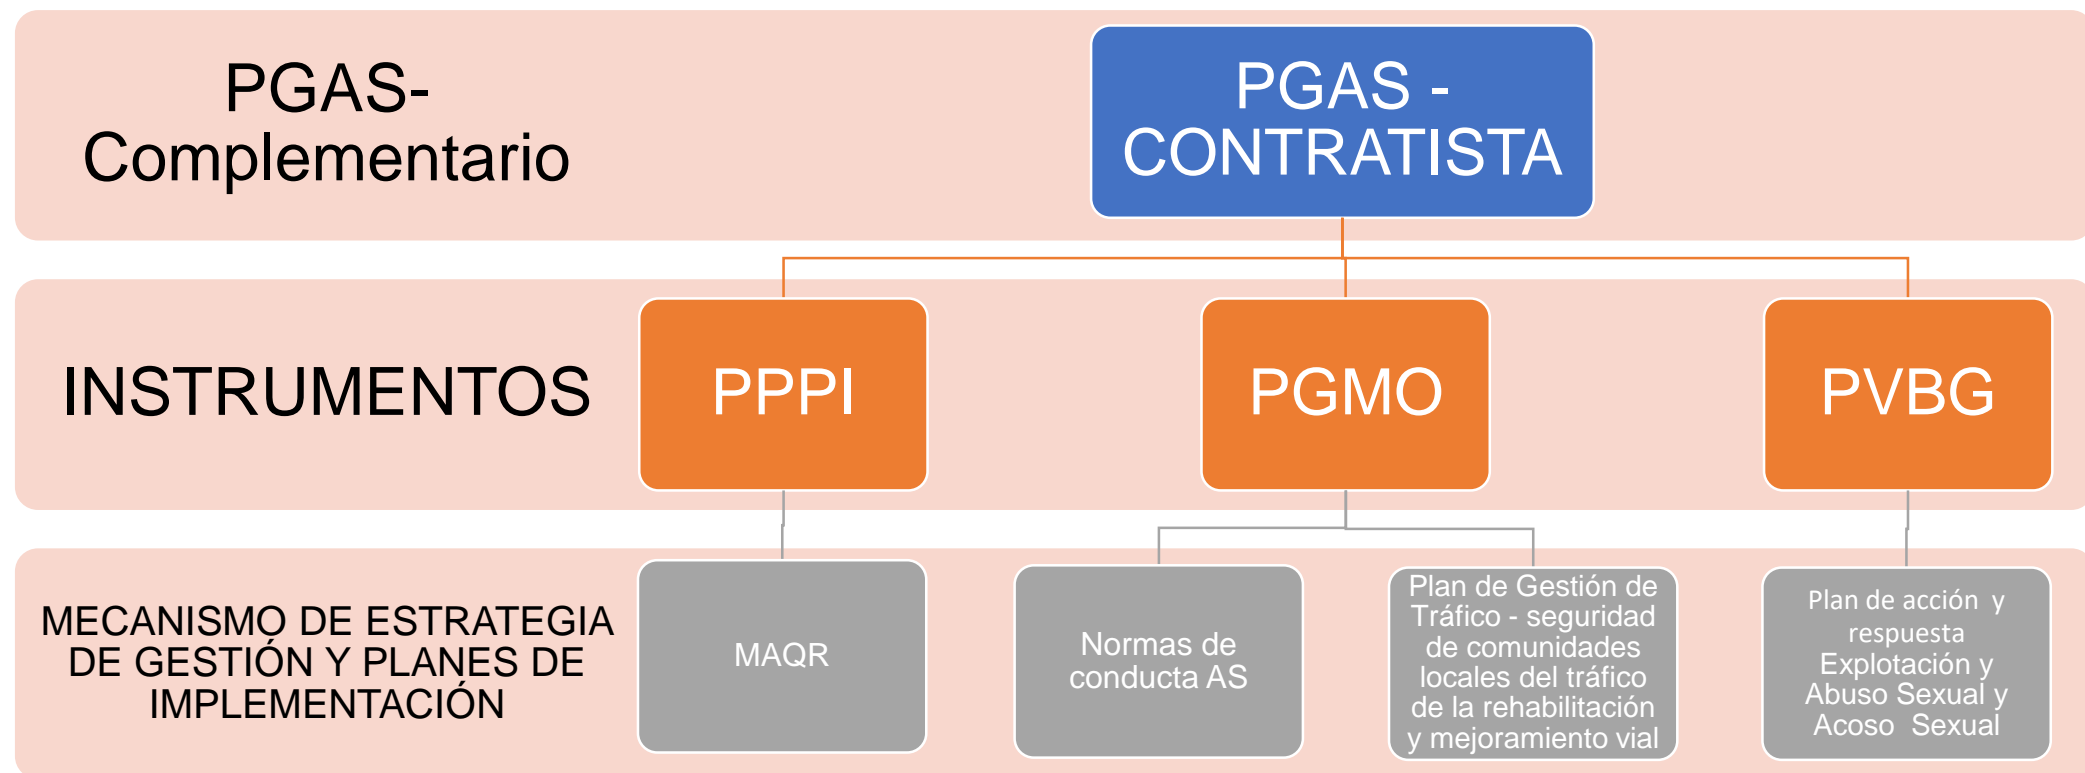 PGAS-
Complementario
PGAS -
CONTRATISTA
INSTRUMENTOS
PPPI
PGMO
PVBG
MECANISMO DE ESTRATEGIA
DE GESTIÓN Y PLANES DE
IMPLEMENTACIÓN
MAQR
Normas de
conducta AS
Plan de Gestión de
Tráfico - seguridad
de comunidades
locales del tráfico
de la rehabilitación
y mejoramiento vial
Plan de acción y
respuesta
Explotación y
Abuso Sexual y
Acoso Sexual